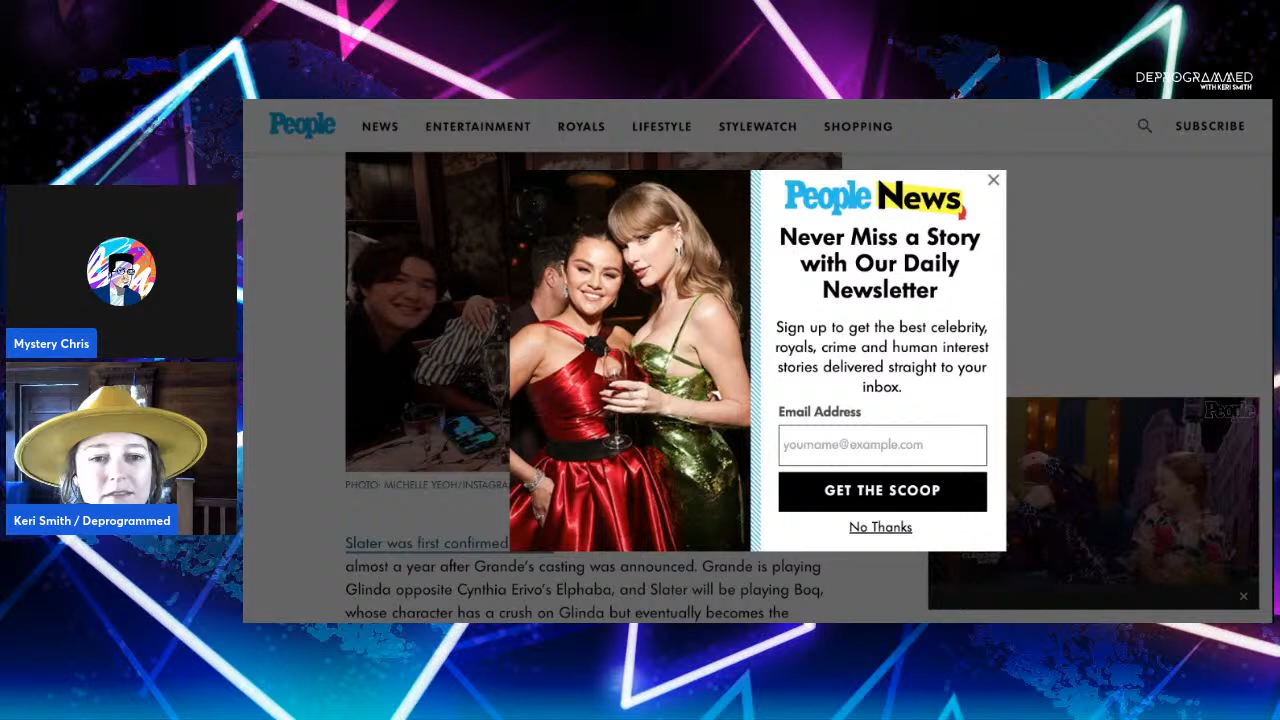 DEPROGRAMMED
WITH KERI SMITH
People
NEWS
ENTERTAINMENT
ROYALS
LIFESTYLE
STYLEWATCH
SHOPPING
SUBSCRIBE
People News
Never Miss a Story
with Our Daily
Newsletter
Sign up to get the best celebrity,
royals, crime and human interest
stories delivered straight to your
inbox.
Email Address
yourname@example.com
GET THE SCOOP
No Thanks
People
Mystery Chris
Keri Smith / Deprogrammed
PHOTO: MICHELLE YEOH/INSTAGRA
Slater was first confirmed
almost a year after Grande's casting was announced. Grande is playing
Glinda opposite Cynthia Erivo's Elphaba, and Slater will be playing Boq,
whose character has a crush on Glinda but eventually becomes the